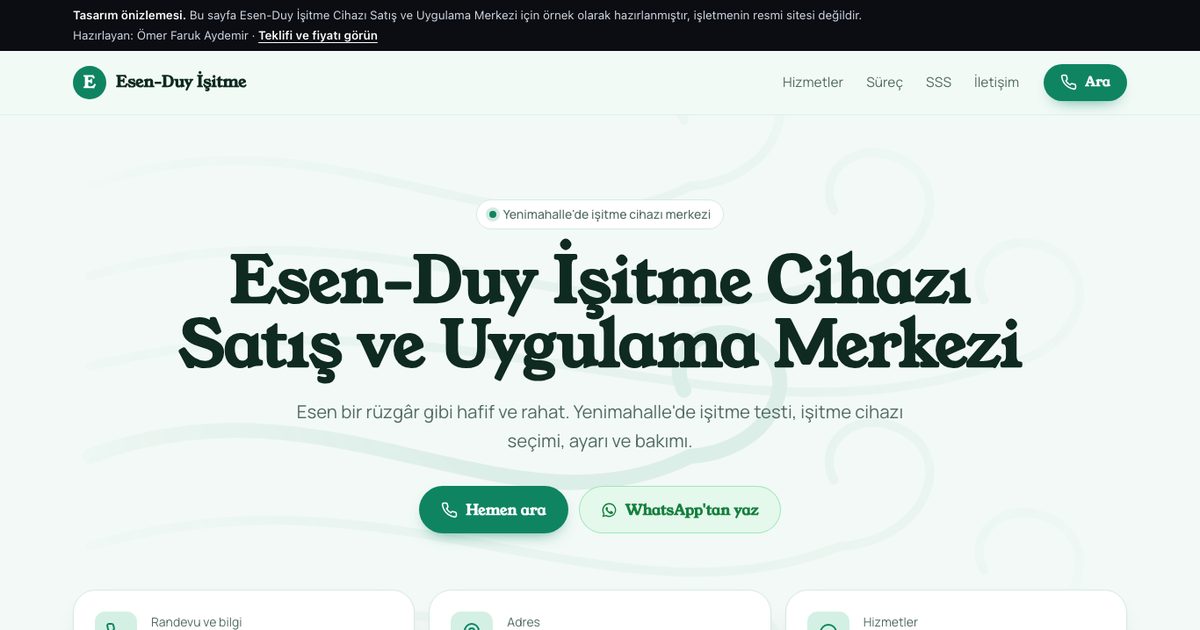 Tasarım önizlemesi. Bu sayfa Esen-Duy İşitme Cihazı Satış ve Uygulama Merkezi için örnek olarak hazırlanmıştır, işletmenin resmi sitesi değildir.
Hazırlayan: Ömer Faruk Aydemir · Teklifi ve fiyatı görün
E Esen-Duy İşitme Hizmetler Süreç SSS İletişim Ara
Yenimahalle'de işitme cihazı merkezi
Esen-Duy İşitme Cihazı
Satış ve Uygulama Merkezi
Esen bir rüzgâr gibi hafif ve rahat. Yenimahalle'de işitme testi, işitme cihazı
seçimi, ayarı ve bakımı.
Hemen ara WhatsApp'tan yaz
Randevu ve bilgi Adres Hizmetler